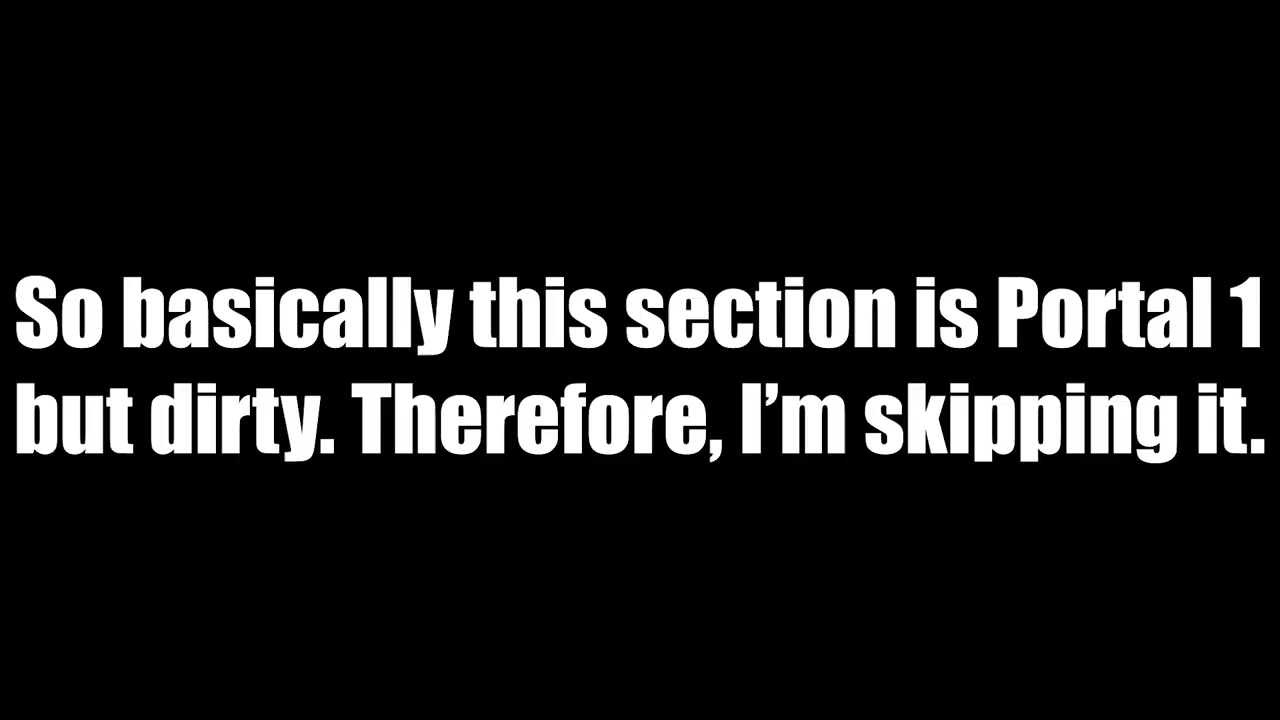 So basically this section is Portal 1
but dirty. Therefore, I’m skipping it.